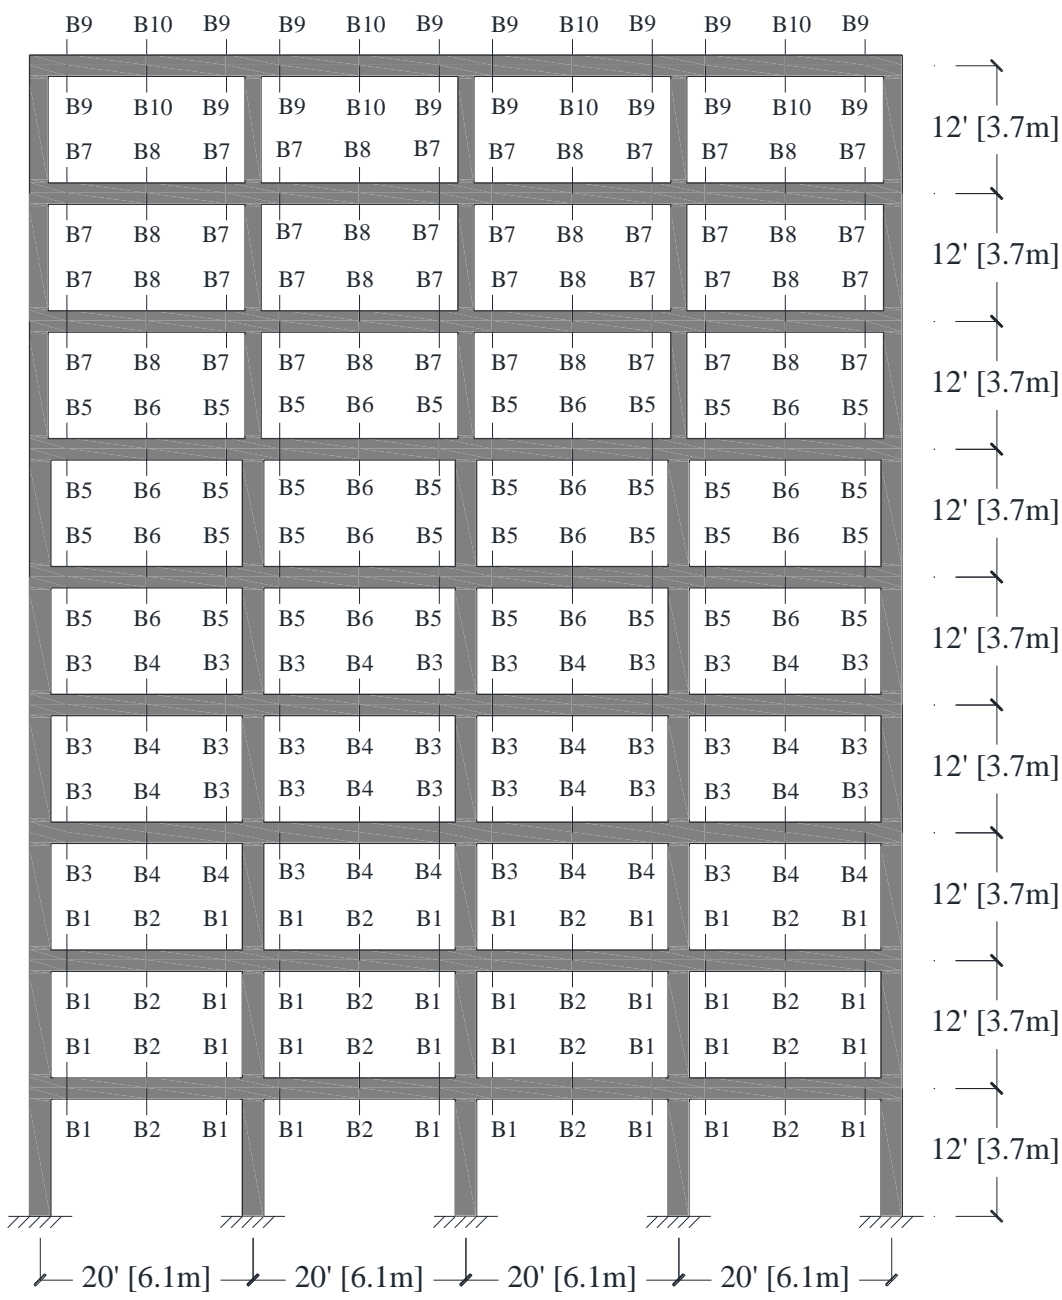 B9 B10 B9 B9 B10 B9 B9 B10 B9 B9 B10 B9
B9 B10 B9 B9 B10 B9 B9 B10 B9 B9 B10 B9
12' [3.7m]
B7 B8 B7 B7 B8 B7 B7 B8 B7 B7 B8 B7
B7 B8 B7 B7 B8 B7 B7 B8 B7 B7 B8 B7
12' [3.7m]
B7 B8 B7 B7 B8 B7 B7 B8 B7 B7 B8 B7
B7 B8 B7 B7 B8 B7 B7 B8 B7 B7 B8 B7
12' [3.7m]
B5 B6 B5 B5 B6 B5 B5 B6 B5 B5 B6 B5
B5 B6 B5 B5 B6 B5 B5 B6 B5 B5 B6 B5
12' [3.7m]
B5 B6 B5 B5 B6 B5 B5 B6 B5 B5 B6 B5
B5 B6 B5 B5 B6 B5 B5 B6 B5 B5 B6 B5
12' [3.7m]
B3 B4 B3 B3 B4 B3 B3 B4 B3 B3 B4 B3
B3 B4 B3 B3 B4 B3 B3 B4 B3 B3 B4 B3
12' [3.7m]
B3 B4 B3 B3 B4 B3 B3 B4 B3 B3 B4 B3
B3 B4 B4 B3 B4 B4 B3 B4 B4 B3 B4 B4
12' [3.7m]
B1 B2 B1 B1 B2 B1 B1 B2 B1 B1 B2 B1
B1 B2 B1 B1 B2 B1 B1 B2 B1 B1 B2 B1
12' [3.7m]
B1 B2 B1 B1 B2 B1 B1 B2 B1 B1 B2 B1
B1 B2 B1 B1 B2 B1 B1 B2 B1 B1 B2 B1
12' [3.7m]
20' [6.1m] 20' [6.1m] 20' [6.1m] 20' [6.1m]